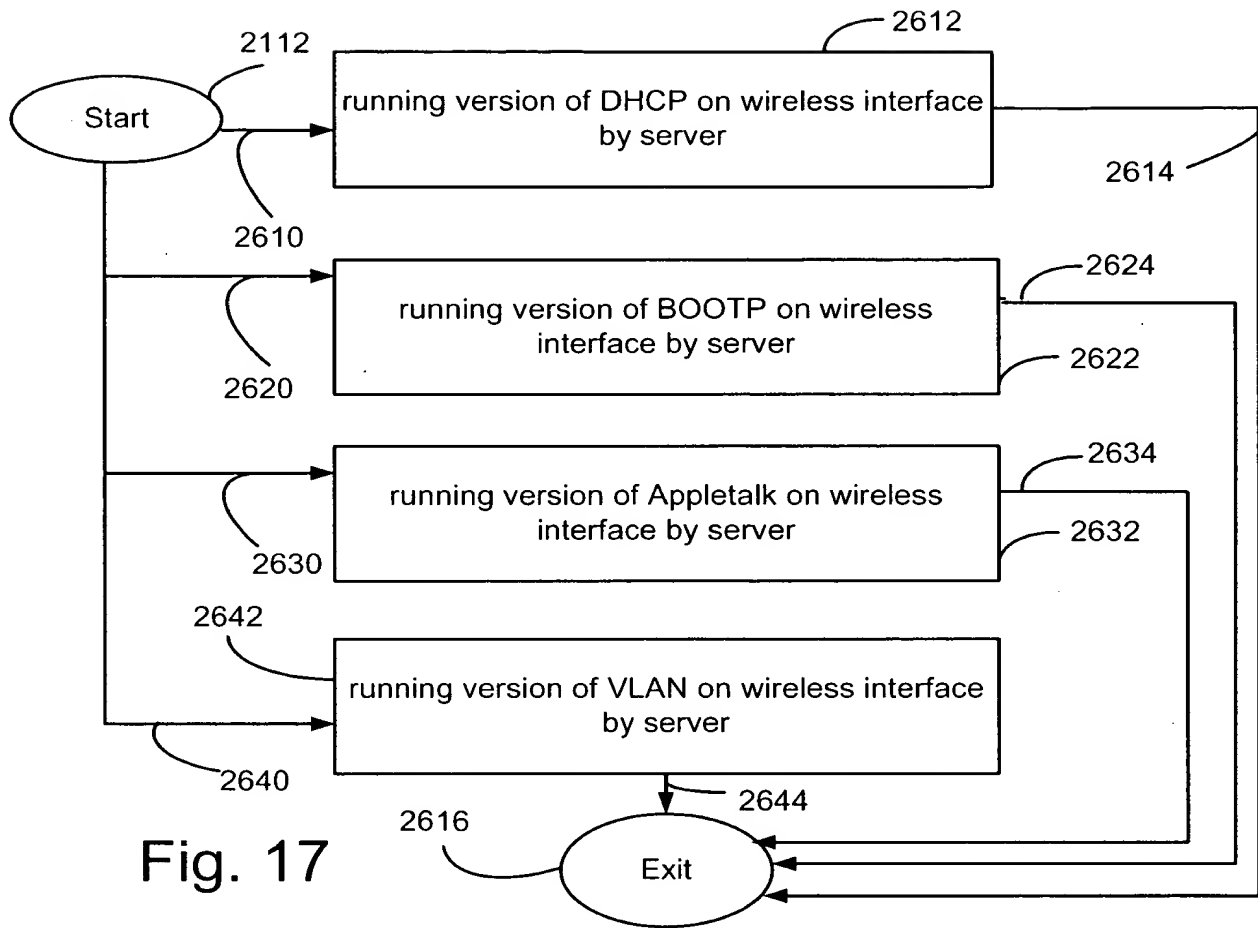 2112
2612
Start
running version of DHCP on wireless interface
by server
2614
2610
2624
running version of BOOTP on wireless
interface by server
2622
2620
2634
running version of Appletalk on wireless
interface by server
2632
2630
2642
running version of VLAN on wireless interface
by server
2640
2644
2616
Exit
Fig. 17